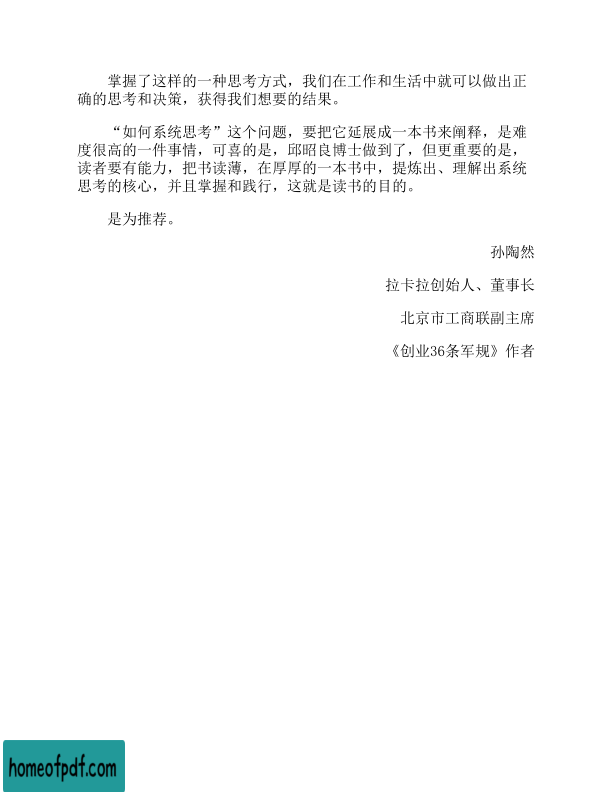 掌握了这样的一种思考方式，我们在工作和生活中就可以做出正
确的思考和决策，获得我们想要的结果。
“如何系统思考”这个问题，要把它延展成一本书来阐释，是难
度很高的一件事情，可喜的是，邱昭良博士做到了，但更重要的是，
读者要有能力，把书读薄，在厚厚的一本书中，提炼出、理解出系统
思考的核心，并且掌握和践行，这就是读书的目的。
是为推荐。
孙陶然
拉卡拉创始人、董事长
北京市工商联副主席
《创业36条军规》作者
homeofpdf.com